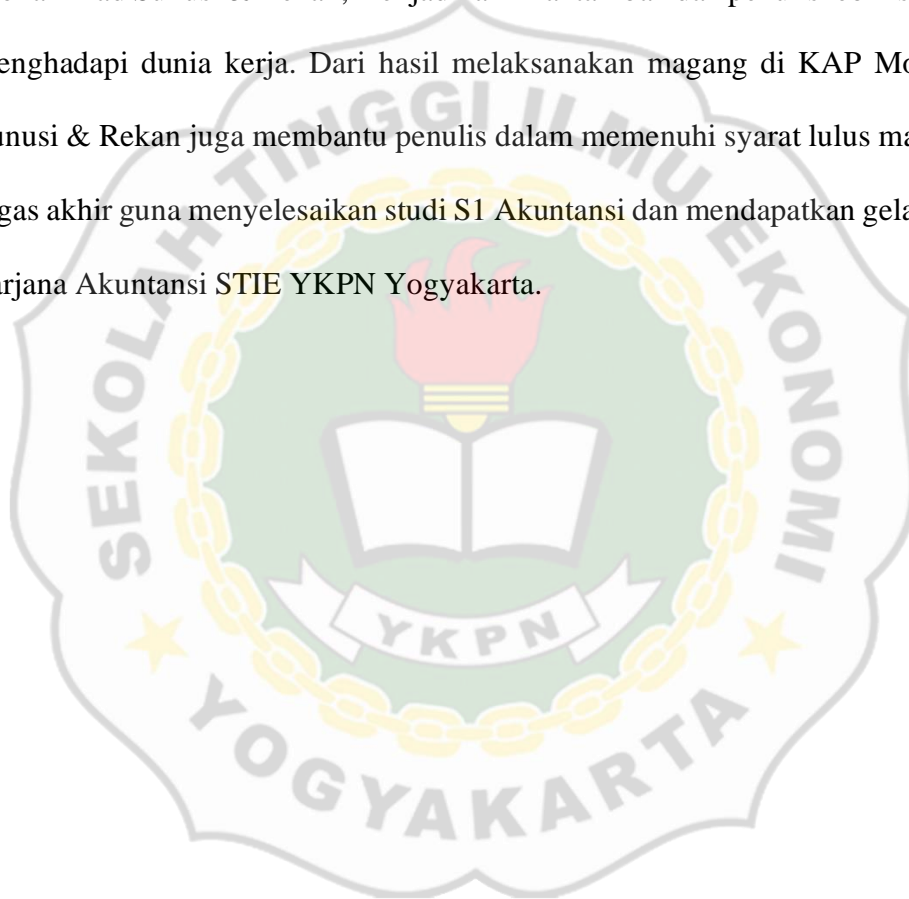 enghadapi dunia kerja. Dari hasil melaksanakan magang di KAP Mo
nusi & Rekan juga membantu penulis dalam memenuhi syarat lulus ma
gas akhir guna menyelesaikan studi S1 Akuntansi dan mendapatkan gela
arjana Akuntansi STIE YKPN Yogyakarta.
SEKOLAH TINGGI ILMU EKONOMI
YKPN
YOGYAKARTA